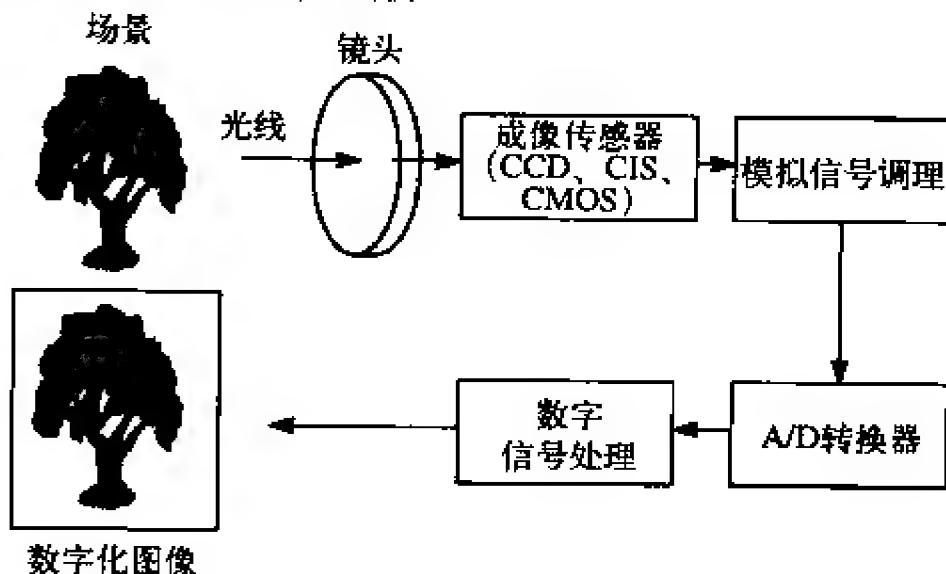 场景
镜头
光线
成像传感器
(CCD、CIS、
CMOS)
模拟信号调理
A/D转换器
数字
信号处理
数字化图像